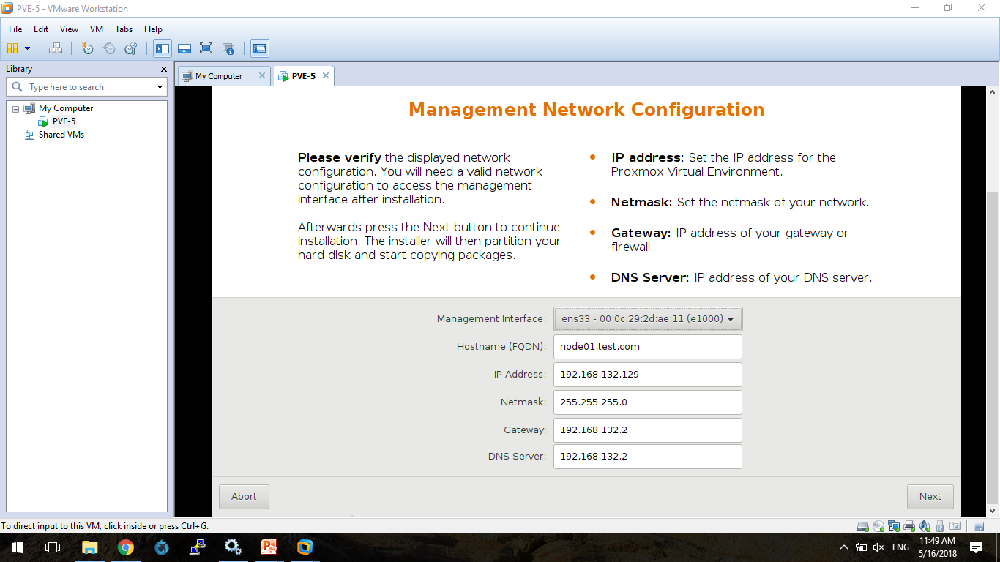 PVE-5 - VMware Workstation
File Edit View VM Tabs Help
Library
Type here to search
My Computer
PVE-5
Shared VMs
My Computer
PVE-5
Management Network Configuration
Please verify the displayed network
configuration. You will need a valid network
configuration to access the management
interface after installation.
Afterwards press the Next button to continue
installation. The installer will then partition your
hard disk and start copying packages.
IP address: Set the IP address for the
Proxmox Virtual Environment.
Netmask: Set the netmask of your network.
Gateway: IP address of your gateway or
firewall.
DNS Server: IP address of your DNS server.
Management Interface: ens33 - 00:0c:29:2d:ae:11 (e1000)
Hostname (FQDN): node01.test.com
IP Address: 192.168.132.129
Netmask: 255.255.255.0
Gateway: 192.168.132.2
DNS Server: 192.168.132.2
Abort Next
To direct input to this VM, click inside or press Ctrl+G.
ENG
11:49 AM
5/16/2018